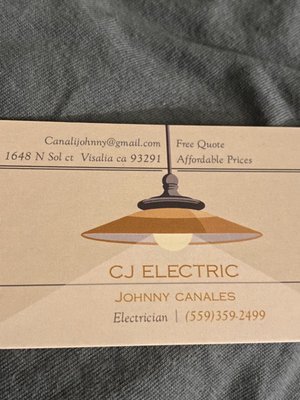 Canalijohnny@gmail.com
1648 N Sol ct Visalia ca 93291
Free Quote
Affordable Prices
CJ ELECTRIC
JOHNNY CANALES
Electrician | (559)359-2499